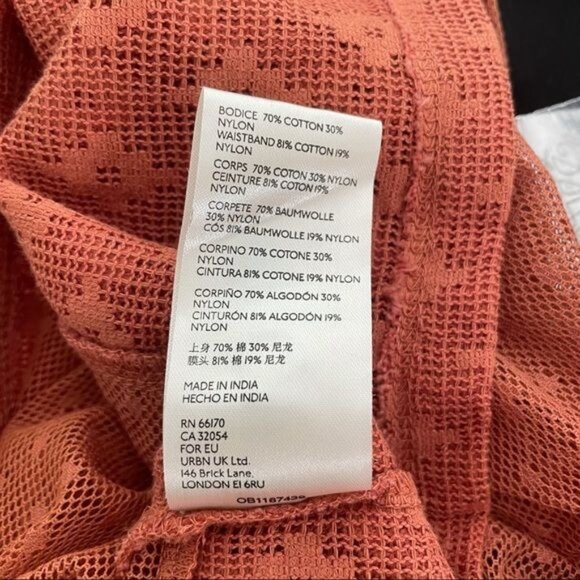 BODICE 70% COTTON 30%
NYLON
WAISTBAND 81% COTTON 19%
NYLON
CORPS 70% COTON 30% NYLON
CEINTURE 81% COTON 19%
NYLON
CORPETE 70% BAUMWOLLE
30% NYLON
CÓS 81% BAUMWOLLE 19% NYLON
CORPINO 70% COTONE 30%
NYLON
CINTURA 81% COTONE 19% NYLON
CORPIÑO 70% ALGODÓN 30%
NYLON
CINTURÓN 81% ALGODÓN 19%
NYLON
上身 70% 棉 30% 尼龙
膜头 81% 棉 19% 尼龙
MADE IN INDIA
HECHO EN INDIA
RN 66170
CA 32054
FOR EU
URBN UK Ltd.
146 Brick Lane,
LONDON E1 6RU